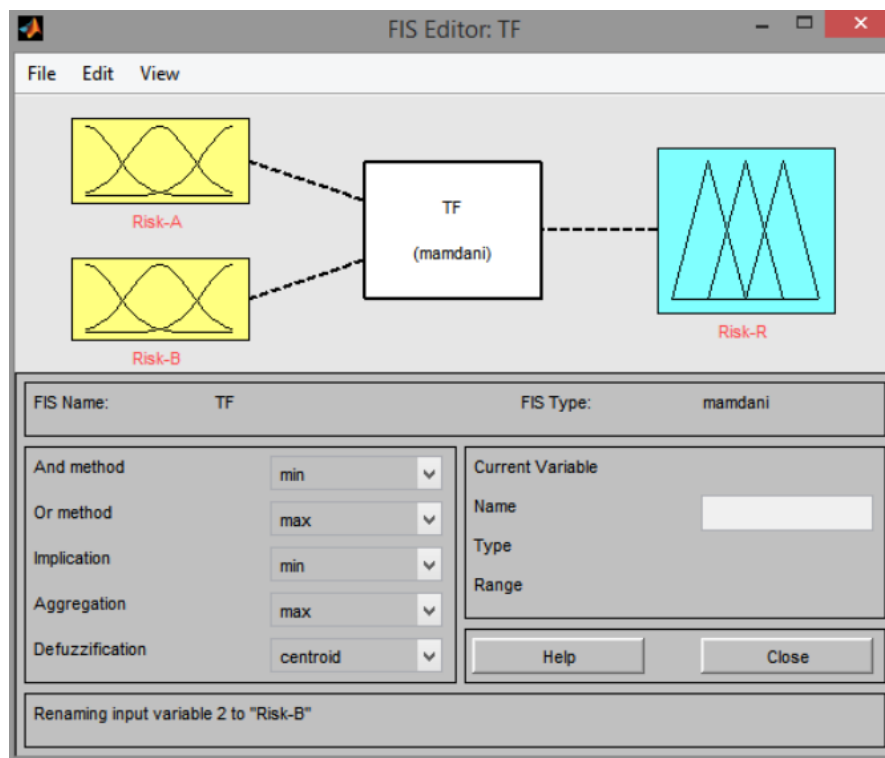 FIS Editor: TF
File Edit View
Risk-A
TF
(mamdani)
Risk-B
Risk-R
FIS Name: TF FIS Type: mamdani
And method min
Or method max
Implication min
Aggregation max
Defuzzification centroid
Current Variable
Name
Type
Range
Help Close
Renaming input variable 2 to "Risk-B"